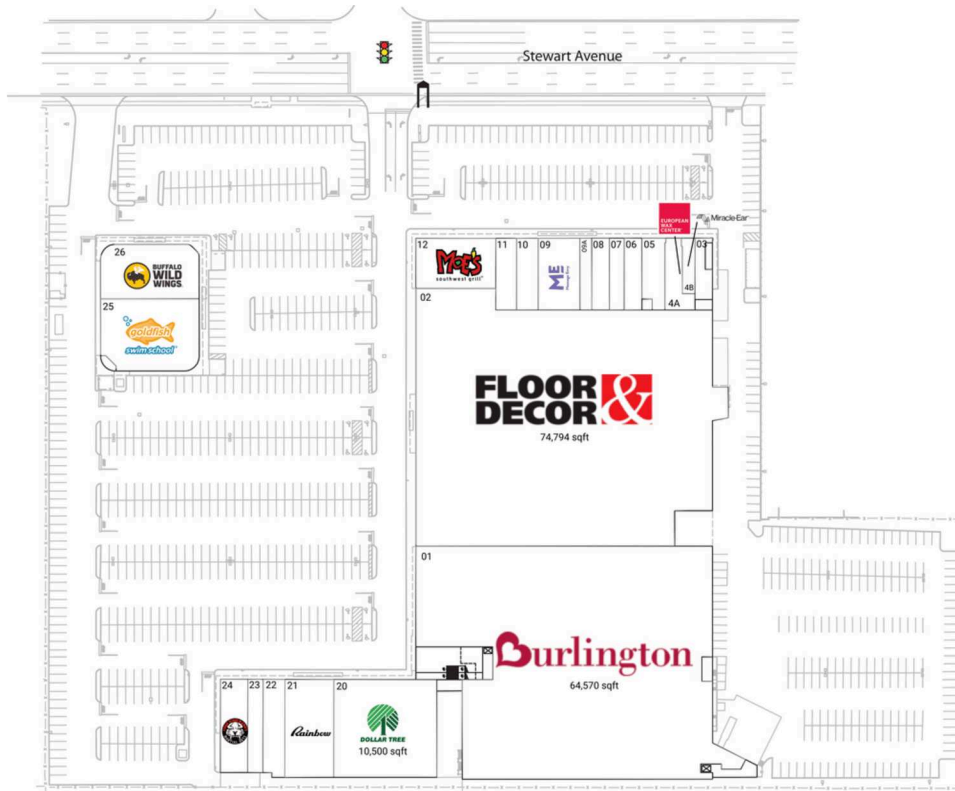 Stewart Avenue
EUROPEAN
WAX
CENTER
Miracle-Ear
26
BUFFALO
WILD
WINGS
25
goldfish
swim school
12
MOE'S
southwest grill
11
10
09
ME
09A
08
07
06
05
03
4B
4A
02
FLOOR
& DECOR
74,794 sqft
01
Burlington
64,570 sqft
24
23
22
21
Rainbow
20
DOLLAR TREE
10,500 sqft